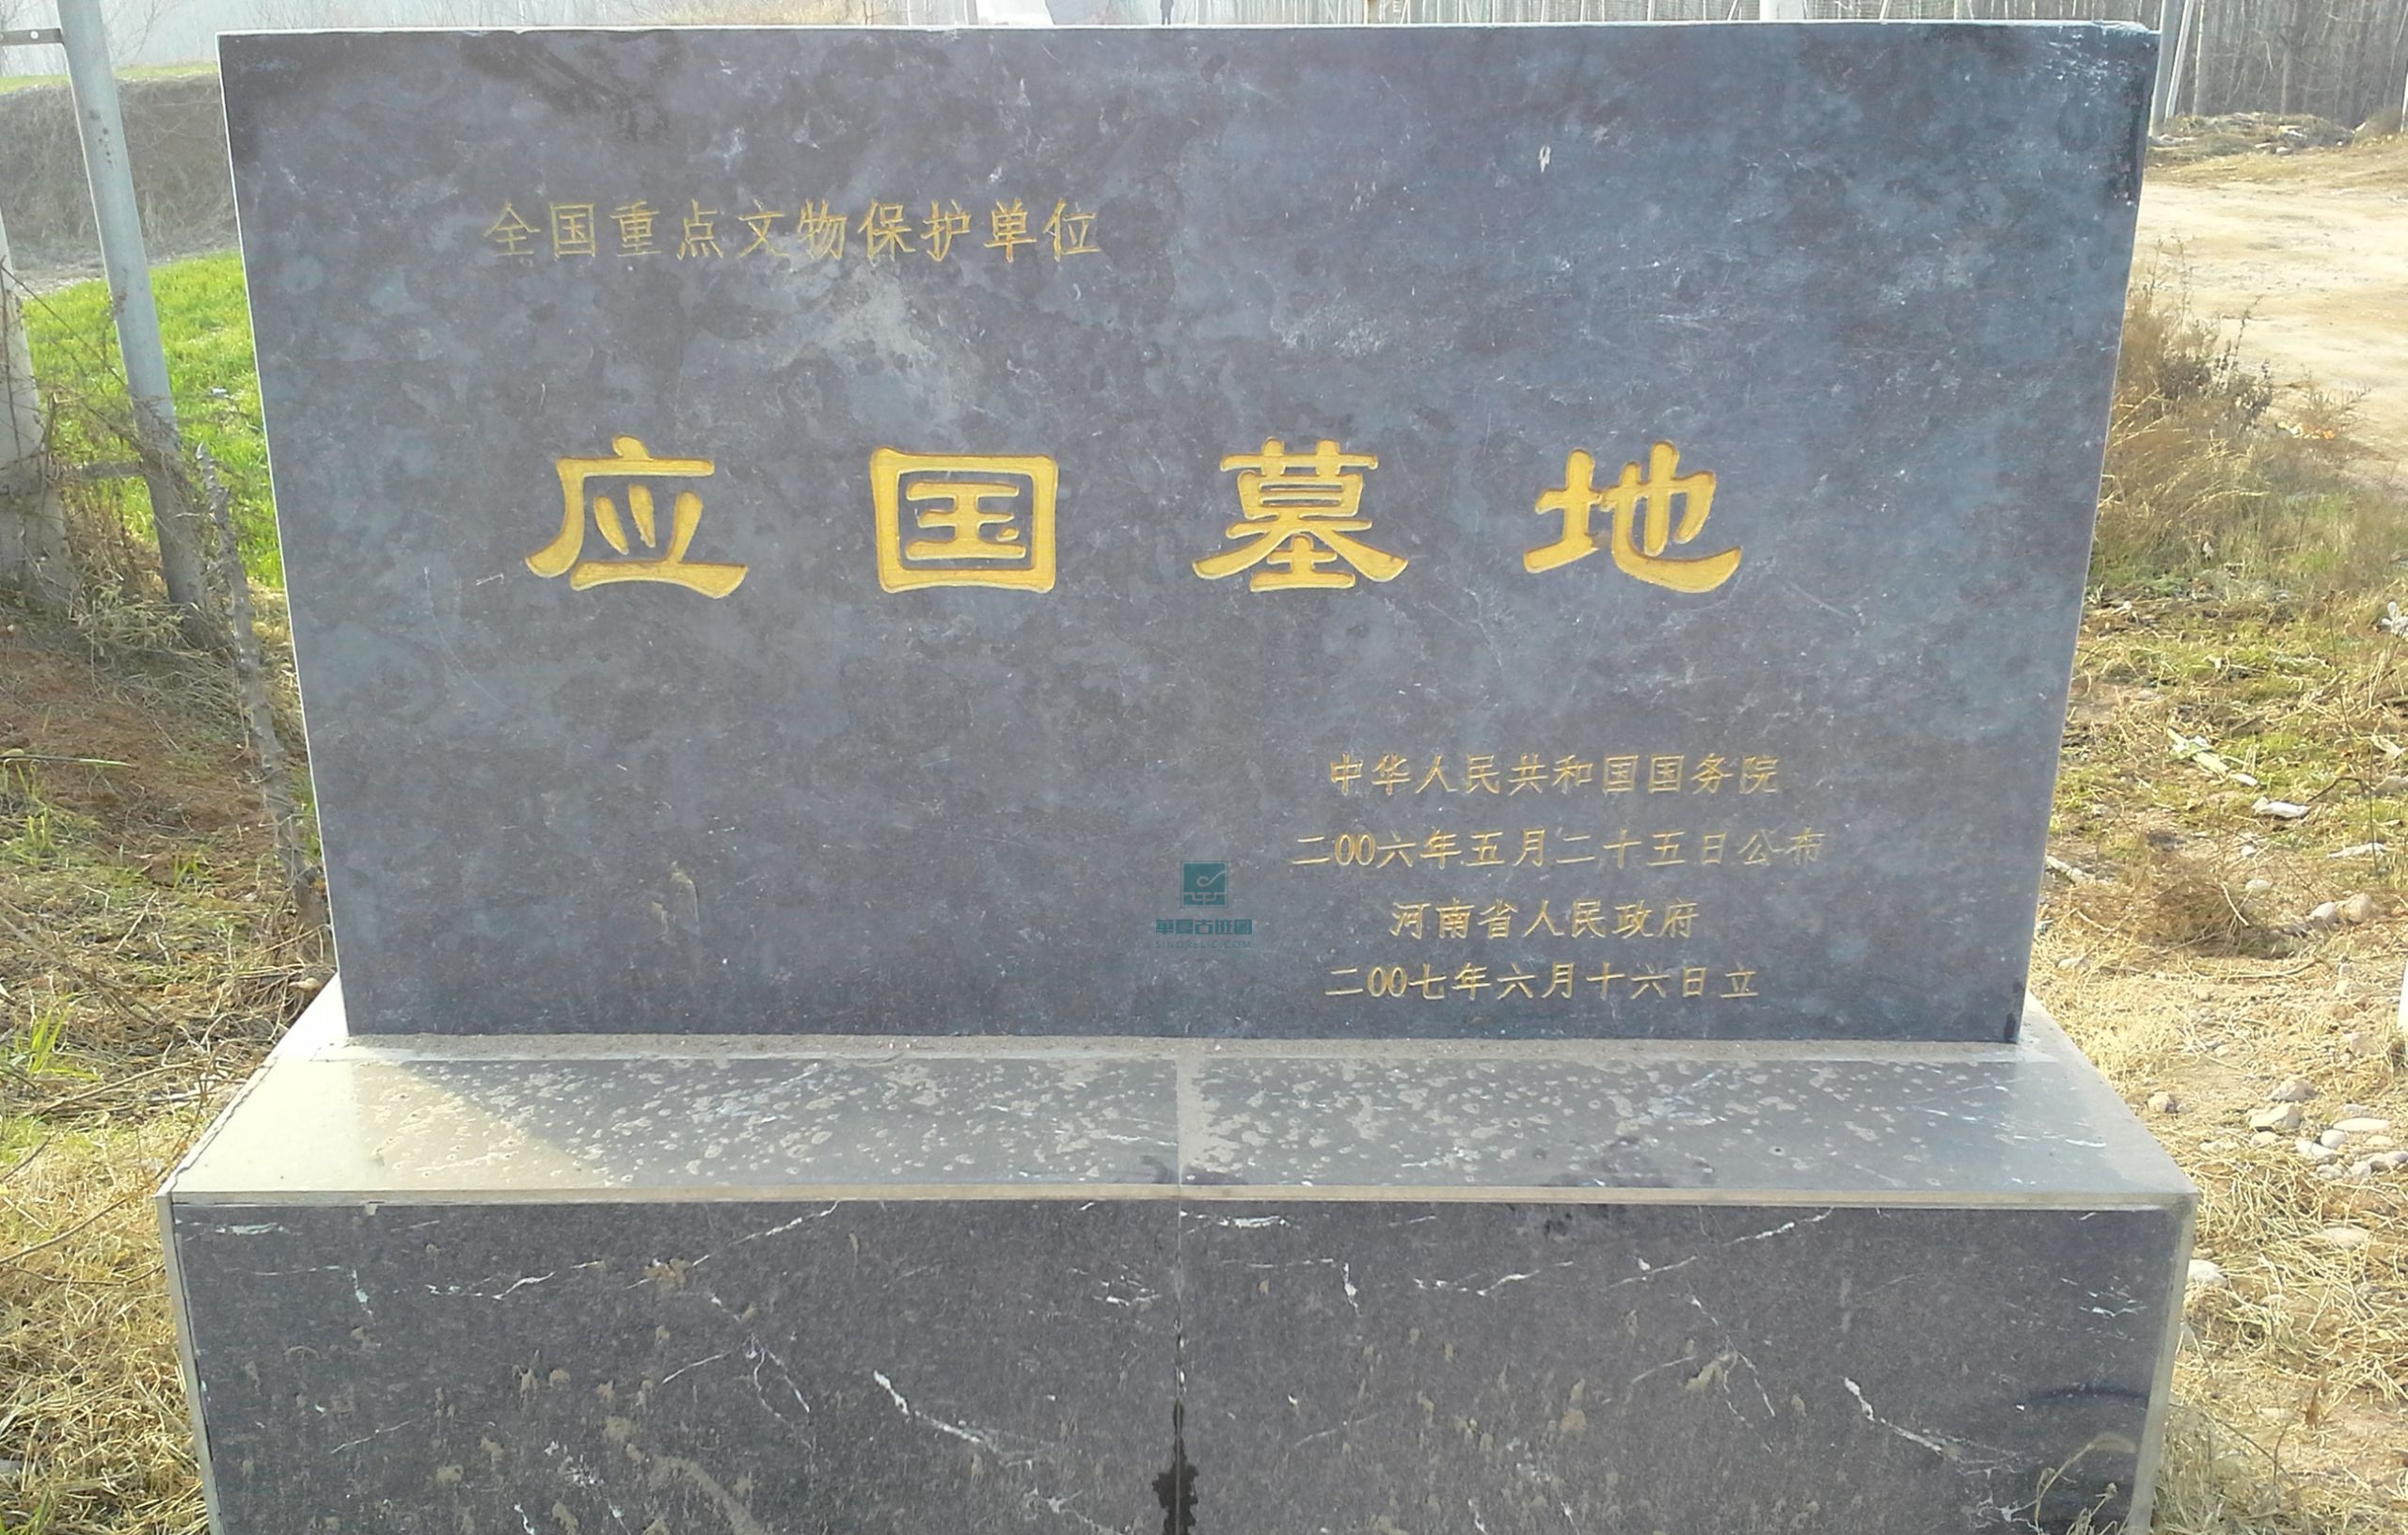 全国重点文物保护单位
应国墓地
中华人民共和国国务院
二00六年五月二十五日公布
河南省人民政府
二00七年六月十六日立
SINORELIC.COM